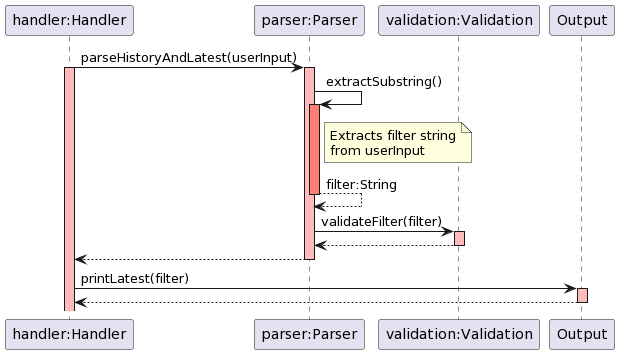 handler:Handler
parser:Parser
validation:Validation
Output
parseHistoryAndLatest(userInput)
extractSubstring()
Extracts filter string
from userInput
filter:String
validateFilter(filter)
printLatest(filter)
handler:Handler
parser:Parser
validation:Validation
Output